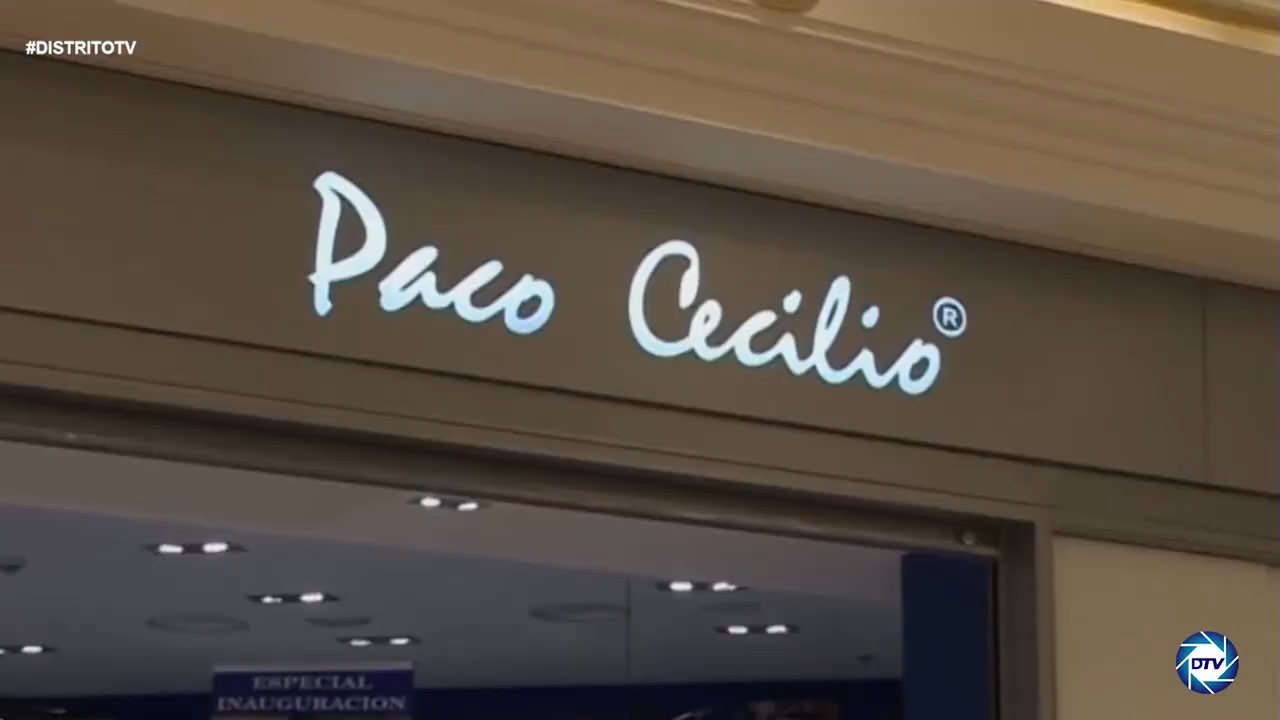 #DISTRITOTV
Paco Cecilio®
ESPECIAL
INAUGURACION
DTV